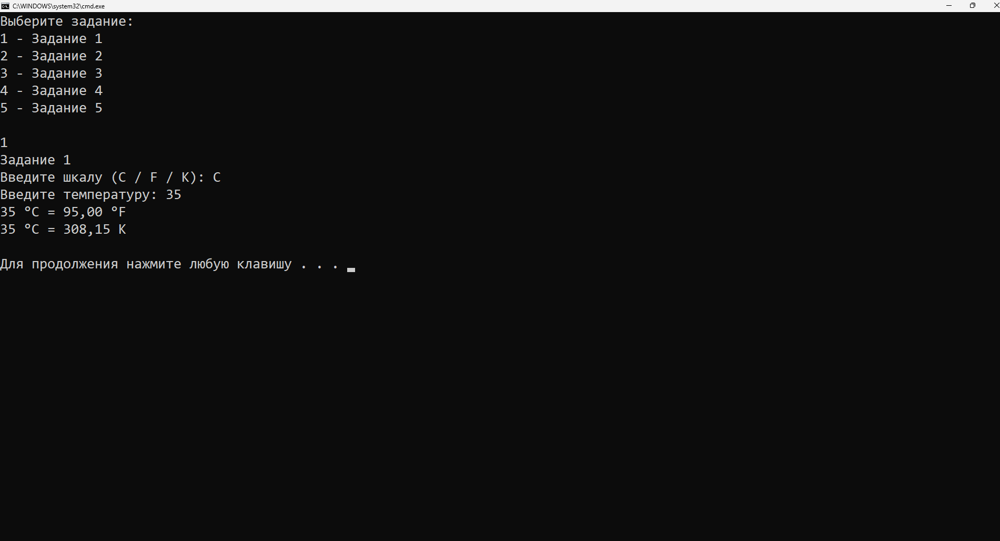 C:\WINDOWS\system32\cmd.exe
Выберите задание:
1 - Задание 1
2 - Задание 2
3 - Задание 3
4 - Задание 4
5 - Задание 5
1
Задание 1
Введите шкалу (C / F / K): C
Введите температуру: 35
35 °C = 95,00 °F
35 °C = 308,15 K
Для продолжения нажмите любую клавишу . . .